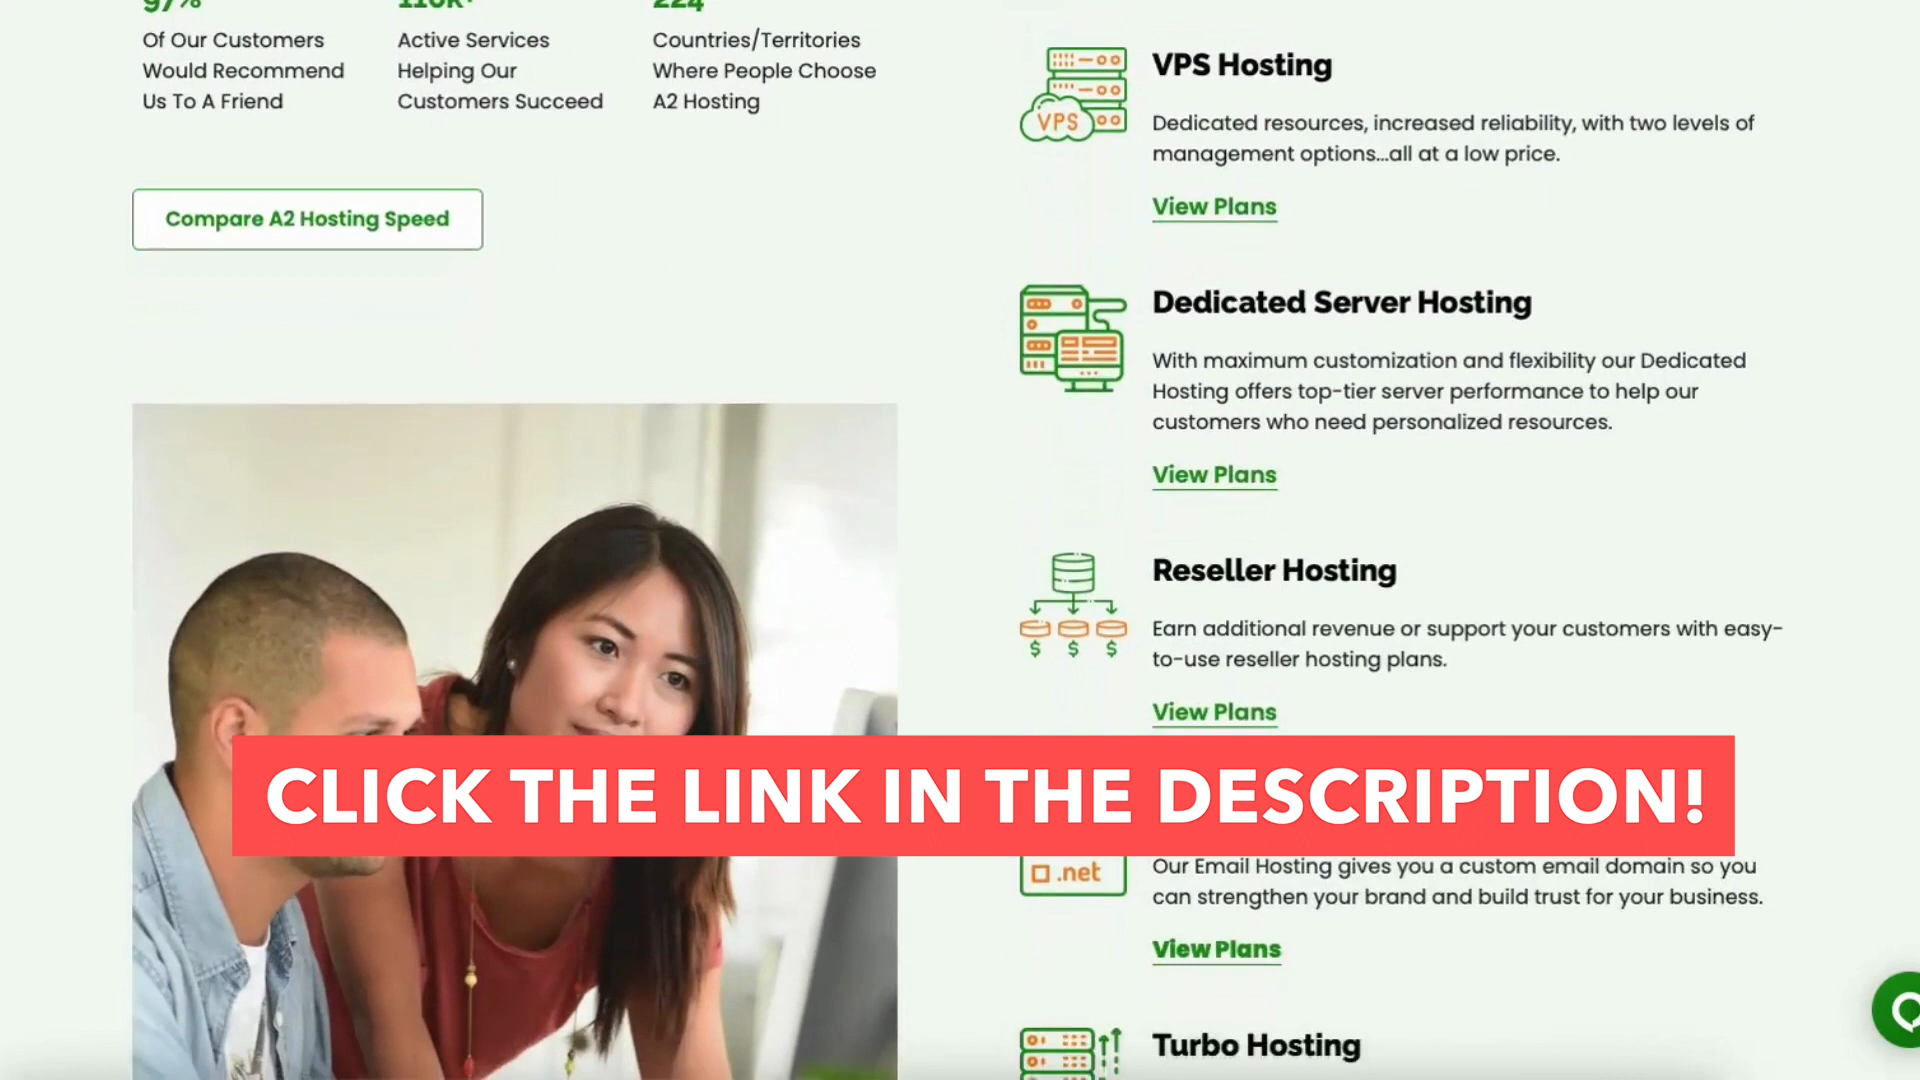 97%
Of Our Customers
Would Recommend
Us To A Friend
110K+
Active Services
Helping Our
Customers Succeed
224
Countries/Territories
Where People Choose
A2 Hosting
Compare A2 Hosting Speed
VPS
VPS Hosting
Dedicated resources, increased reliability, with two levels of
management options...all at a low price.
View Plans
Dedicated Server Hosting
With maximum customization and flexibility our Dedicated
Hosting offers top-tier server performance to help our
customers who need personalized resources.
View Plans
Reseller Hosting
$ $ $
Earn additional revenue or support your customers with easy-
to-use reseller hosting plans.
View Plans
CLICK THE LINK IN THE DESCRIPTION!
.net
Our Email Hosting gives you a custom email domain so you
can strengthen your brand and build trust for your business.
View Plans
Turbo Hosting